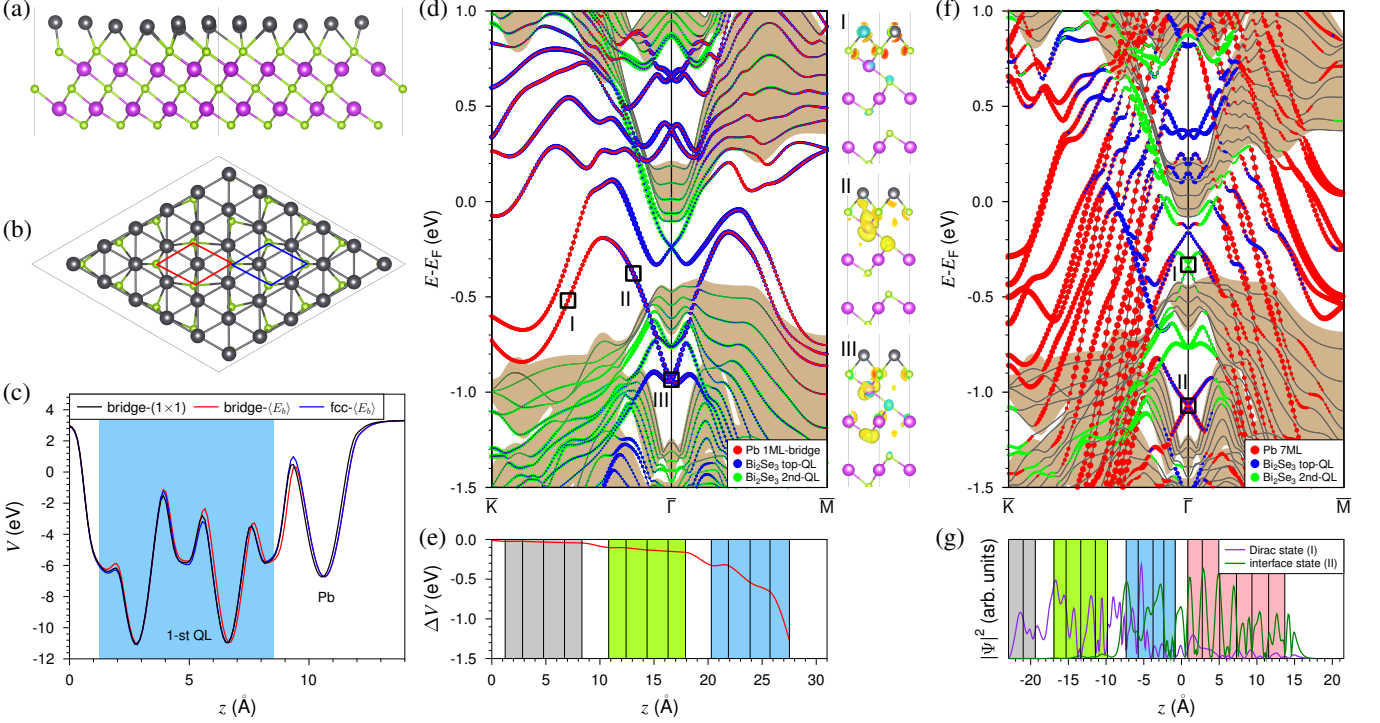 (a)
(b)
(c)
bridge-(1×1) bridge-⟨E_b⟩ fcc-⟨E_b⟩
V (eV)
4
2
0
-2
-4
-6
-8
-10
-12
1-st QL
Pb
0 5 10
z (Å)
(d)
E-E_F (eV)
1.0
0.5
0.0
-0.5
-1.0
-1.5
I
II
III
Pb 1ML-bridge
Bi₂Se₃ top-QL
Bi₂Se₃ 2nd-QL
K̄ Γ̄ M̄
I
II
III
(e)
ΔV (eV)
0.0
-0.5
-1.0
-1.5
0 5 10 15 20 25 30
z (Å)
(f)
E-E_F (eV)
1.0
0.5
0.0
-0.5
-1.0
-1.5
I
II
Pb 7ML
Bi₂Se₃ top-QL
Bi₂Se₃ 2nd-QL
K̄ Γ̄ M̄
(g)
|Ψ|² (arb. units)
Dirac state (I)
interface state (II)
-20 -15 -10 -5 0 5 10 15 20
z (Å)